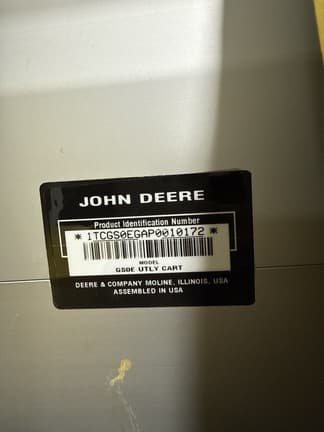 JOHN DEERE
Product Identification Number
* 1TCGS0EGAP0010172 *
MODEL
GS0E UTLY CART
DEERE & COMPANY MOLINE, ILLINOIS, USA
ASSEMBLED IN USA